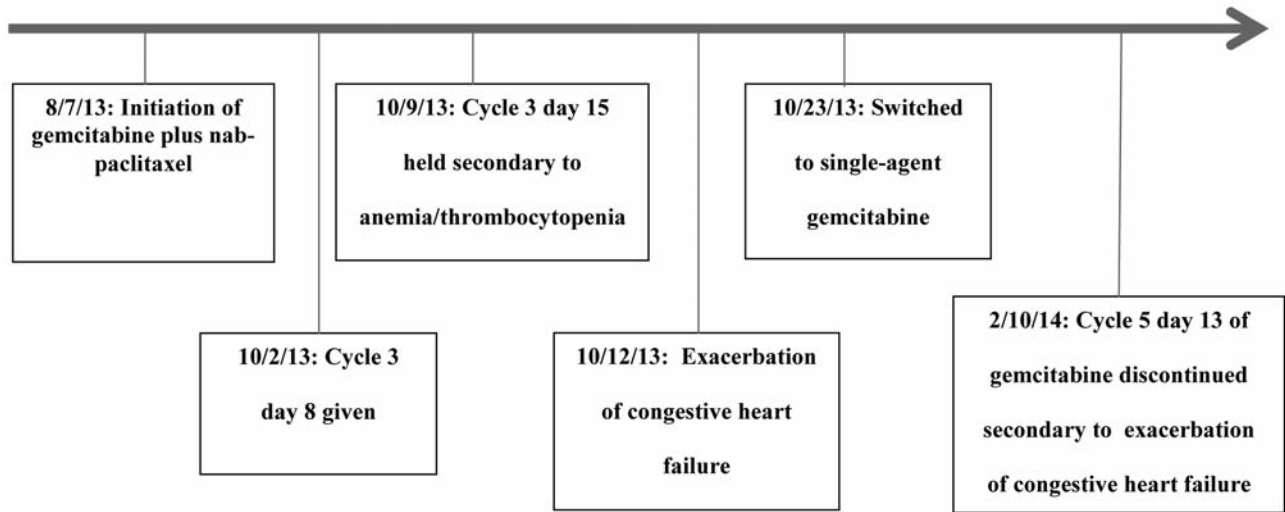 8/7/13: Initiation of
gemcitabine plus nab-
paclitaxel
10/2/13: Cycle 3
day 8 given
10/9/13: Cycle 3 day 15
held secondary to
anemia/thrombocytopenia
10/12/13: Exacerbation
of congestive heart
failure
10/23/13: Switched
to single-agent
gemcitabine
2/10/14: Cycle 5 day 13 of
gemcitabine discontinued
secondary to exacerbation
of congestive heart failure